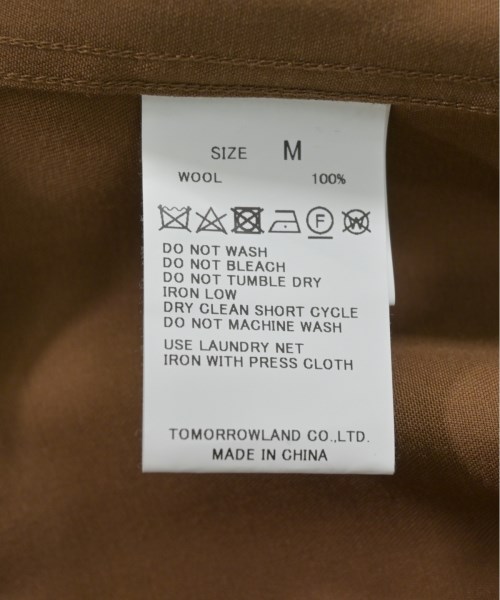 SIZE M
WOOL 100%
F W
DO NOT WASH
DO NOT BLEACH
DO NOT TUMBLE DRY
IRON LOW
DRY CLEAN SHORT CYCLE
DO NOT MACHINE WASH
USE LAUNDRY NET
IRON WITH PRESS CLOTH
TOMORROWLAND CO.,LTD.
MADE IN CHINA